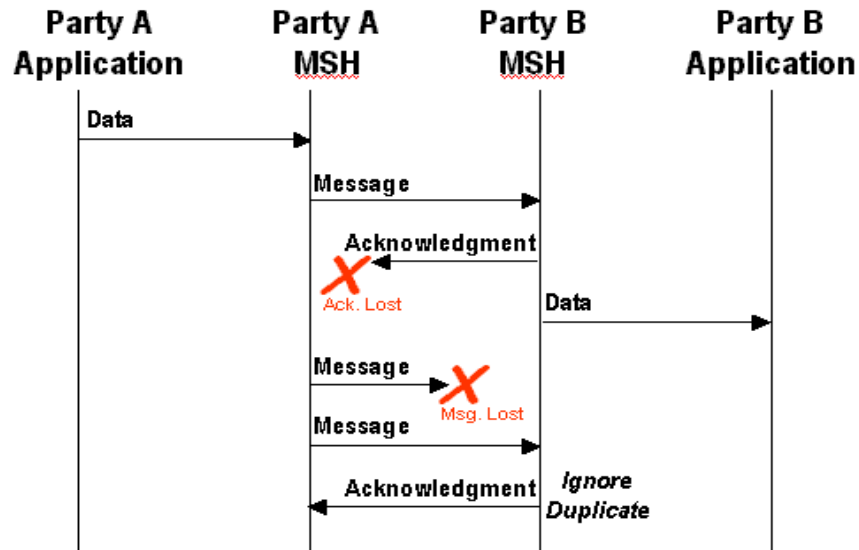 Party A
Application
Party A
MSH
Party B
MSH
Party B
Application
Data
Message
Acknowledgment
Ack. Lost
Data
Message
Msg. Lost
Message
Acknowledgment
Ignore
Duplicate